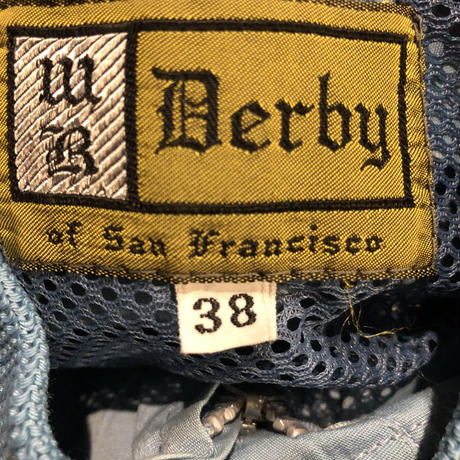 WR Derby
of San Francisco
38